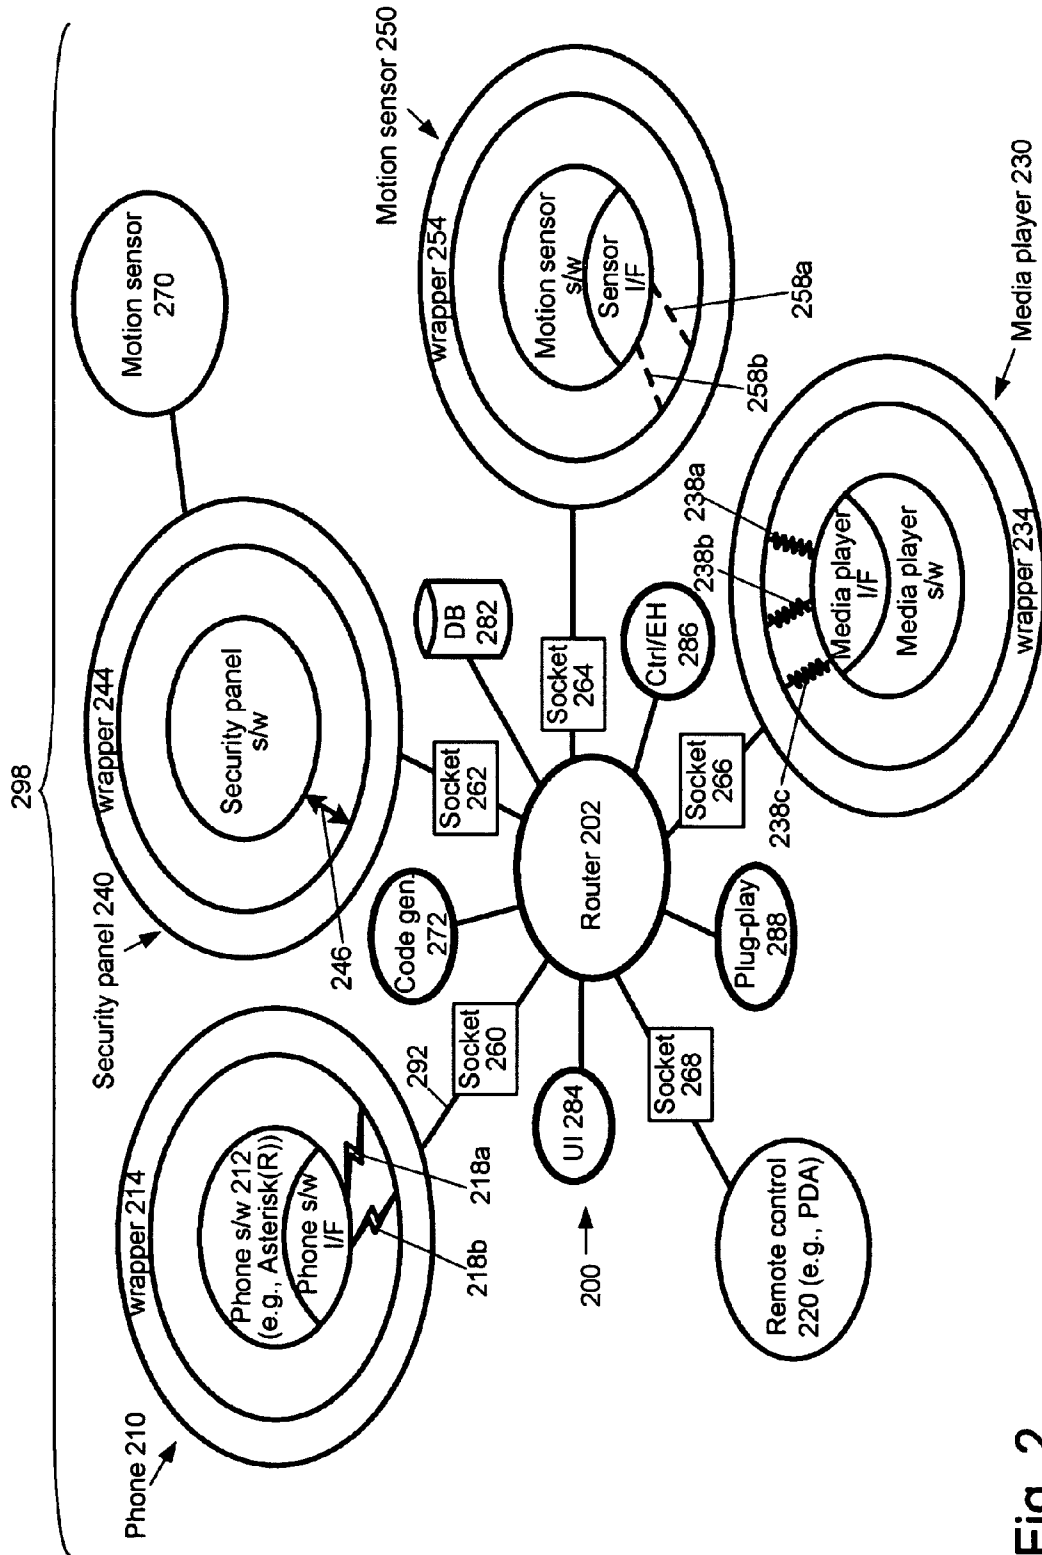 298
Phone 210
wrapper 214
Phone s/w 212
(e.g., Asterisk(R))
Phone s/w
I/F
218a
218b
292
Security panel 240
wrapper 244
Security panel
s/w
246
Motion sensor
270
Motion sensor 250
wrapper 254
Motion sensor
s/w
Sensor
I/F
258a
258b
Socket
260
Code gen.
272
Socket
262
DB
282
Socket
264
Ctrl/EH
286
Router 202
UI 284
200
Socket
268
Plug-play
288
Socket
266
238a
238b
238c
Media player
I/F
Media player
s/w
wrapper 234
Media player 230
Remote control
220 (e.g., PDA)
Fig. 2